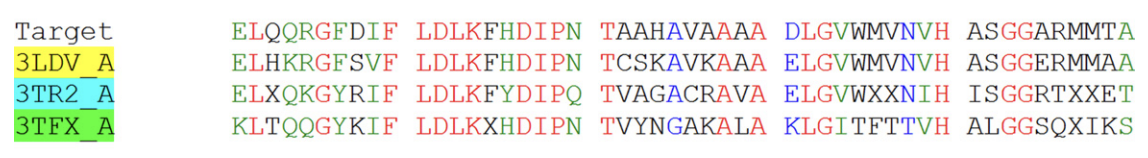 Target ELQQRGFDIF LDLKFHDIPN TAAHAVAAAA DLGVWMVNVH ASGGARMMTA
3LDV_A ELHKRGFSVF LDLKFHDIPN TCSKAVKAAA ELGVWMVNVH ASGGERMMAA
3TR2_A ELXQKGYRIF LDLKFYDIPQ TVAGACRAVA ELGVWXXNIH ISGGRTXXET
3TFX_A KLTQQGYKIF LDLKXHDIPN TVYNGAKALA KLGITFTTVH ALGGSQXIKS